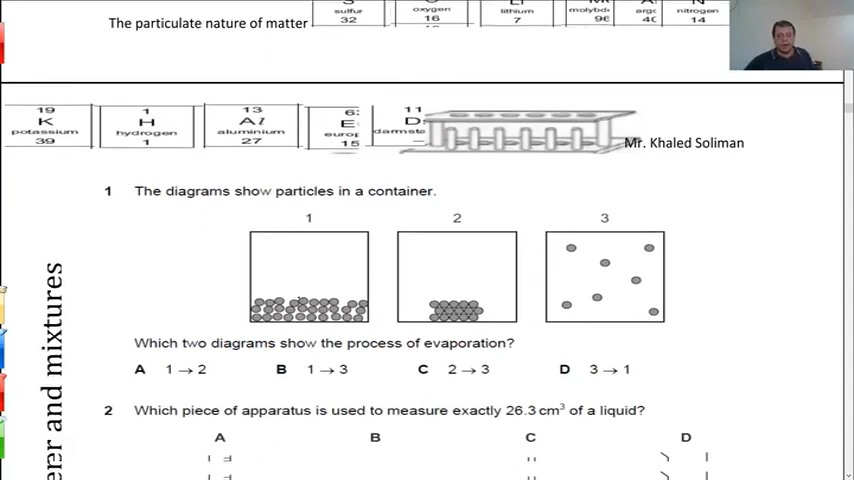 The particulate nature of matter
sulfur
32
oxygen
16
lithium
7
96
nitrogen
14
19
K
potassium
39
1
H
hydrogen
1
13
Al
aluminium
27
11
Mr. Khaled Soliman
1 The diagrams show particles in a container.
1 2 3
Which two diagrams show the process of evaporation?
A 1 → 2 B 1 → 3 C 2 → 3 D 3 → 1
2 Which piece of apparatus is used to measure exactly 26.3 cm³ of a liquid?
A B C D
and mixtures